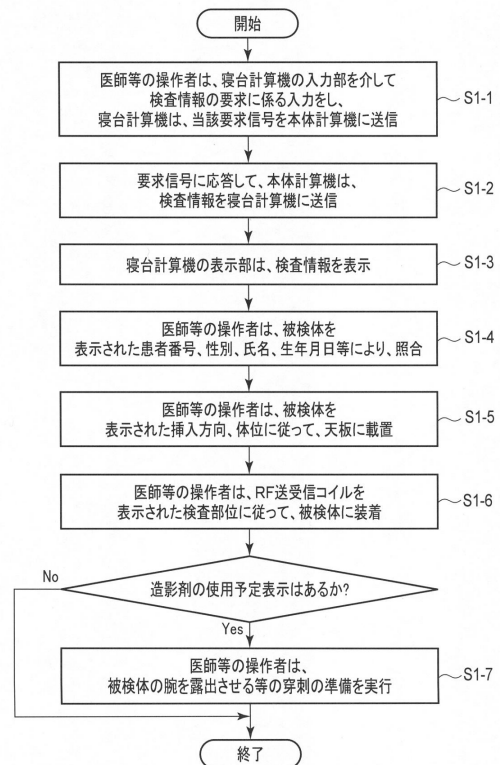 開始
医師等の操作者は、寝台計算機の入力部を介して
検査情報の要求に係る入力をし、
寝台計算機は、当該要求信号を本体計算機に送信
S1-1
要求信号に応答して、本体計算機は、
検査情報を寝台計算機に送信
S1-2
寝台計算機の表示部は、検査情報を表示
S1-3
医師等の操作者は、被検体を
表示された患者番号、性別、氏名、生年月日等により、照合
S1-4
医師等の操作者は、被検体を
表示された挿入方向、体位に従って、天板に載置
S1-5
医師等の操作者は、RF送受信コイルを
表示された検査部位に従って、被検体に装着
S1-6
造影剤の使用予定表示はあるか?
No
Yes
医師等の操作者は、
被検体の腕を露出させる等の穿刺の準備を実行
S1-7
終了